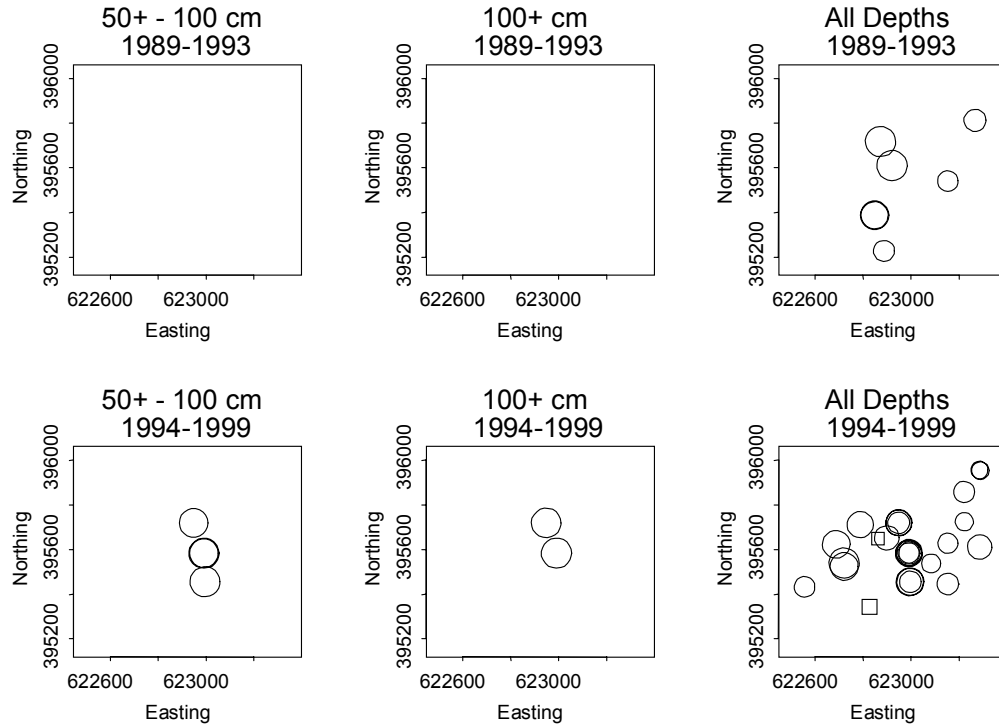 50+ - 100 cm
1989-1993
Northing
396000
395600
395200
622600 623000
Easting
100+ cm
1989-1993
Northing
396000
395600
395200
622600 623000
Easting
All Depths
1989-1993
Northing
396000
395600
395200
622600 623000
Easting
50+ - 100 cm
1994-1999
Northing
396000
395600
395200
622600 623000
Easting
100+ cm
1994-1999
Northing
396000
395600
395200
622600 623000
Easting
All Depths
1994-1999
Northing
396000
395600
395200
622600 623000
Easting